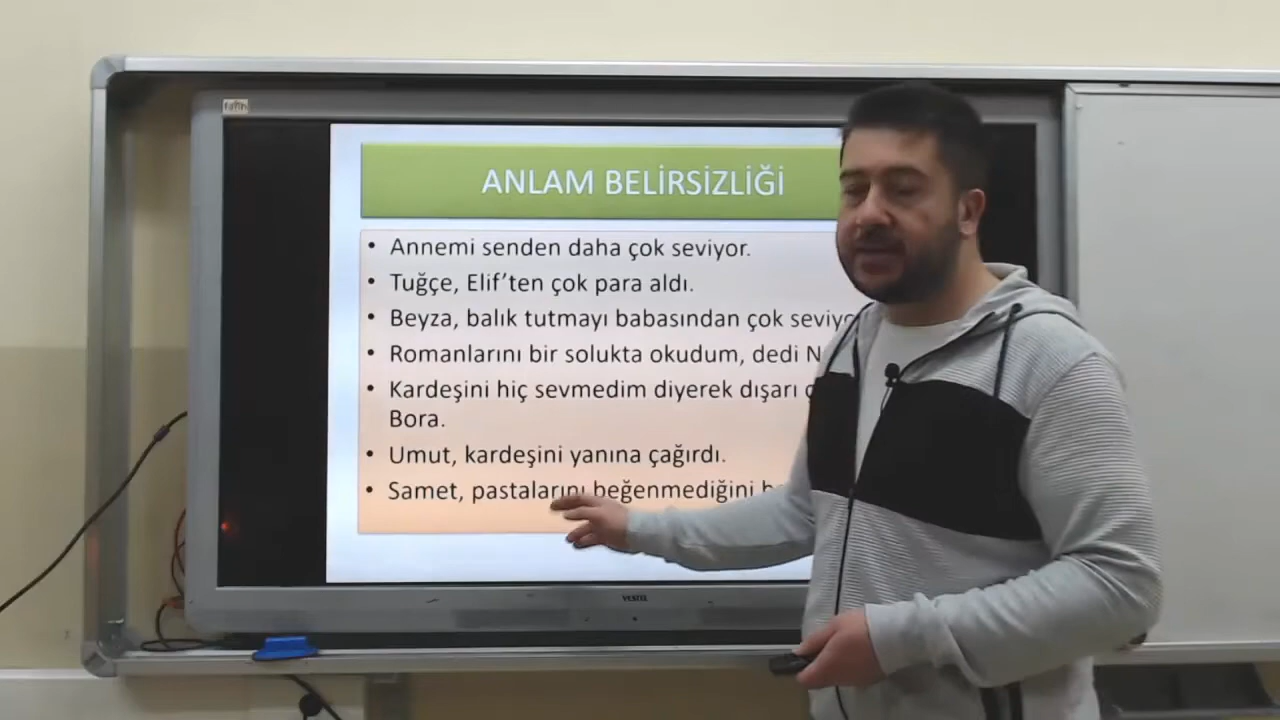 ANLAM BELİRSİZLİĞİ
• Annemi senden daha çok seviyor.
• Tuğçe, Elif'ten çok para aldı.
• Beyza, balık tutmayı babasından çok seviyo
• Romanlarını bir solukta okudum, dedi N
• Kardeşini hiç sevmedim diyerek dışarı
Bora.
• Umut, kardeşini yanına çağırdı.
• Samet, pastalarını beğenmediğini
VESTEL